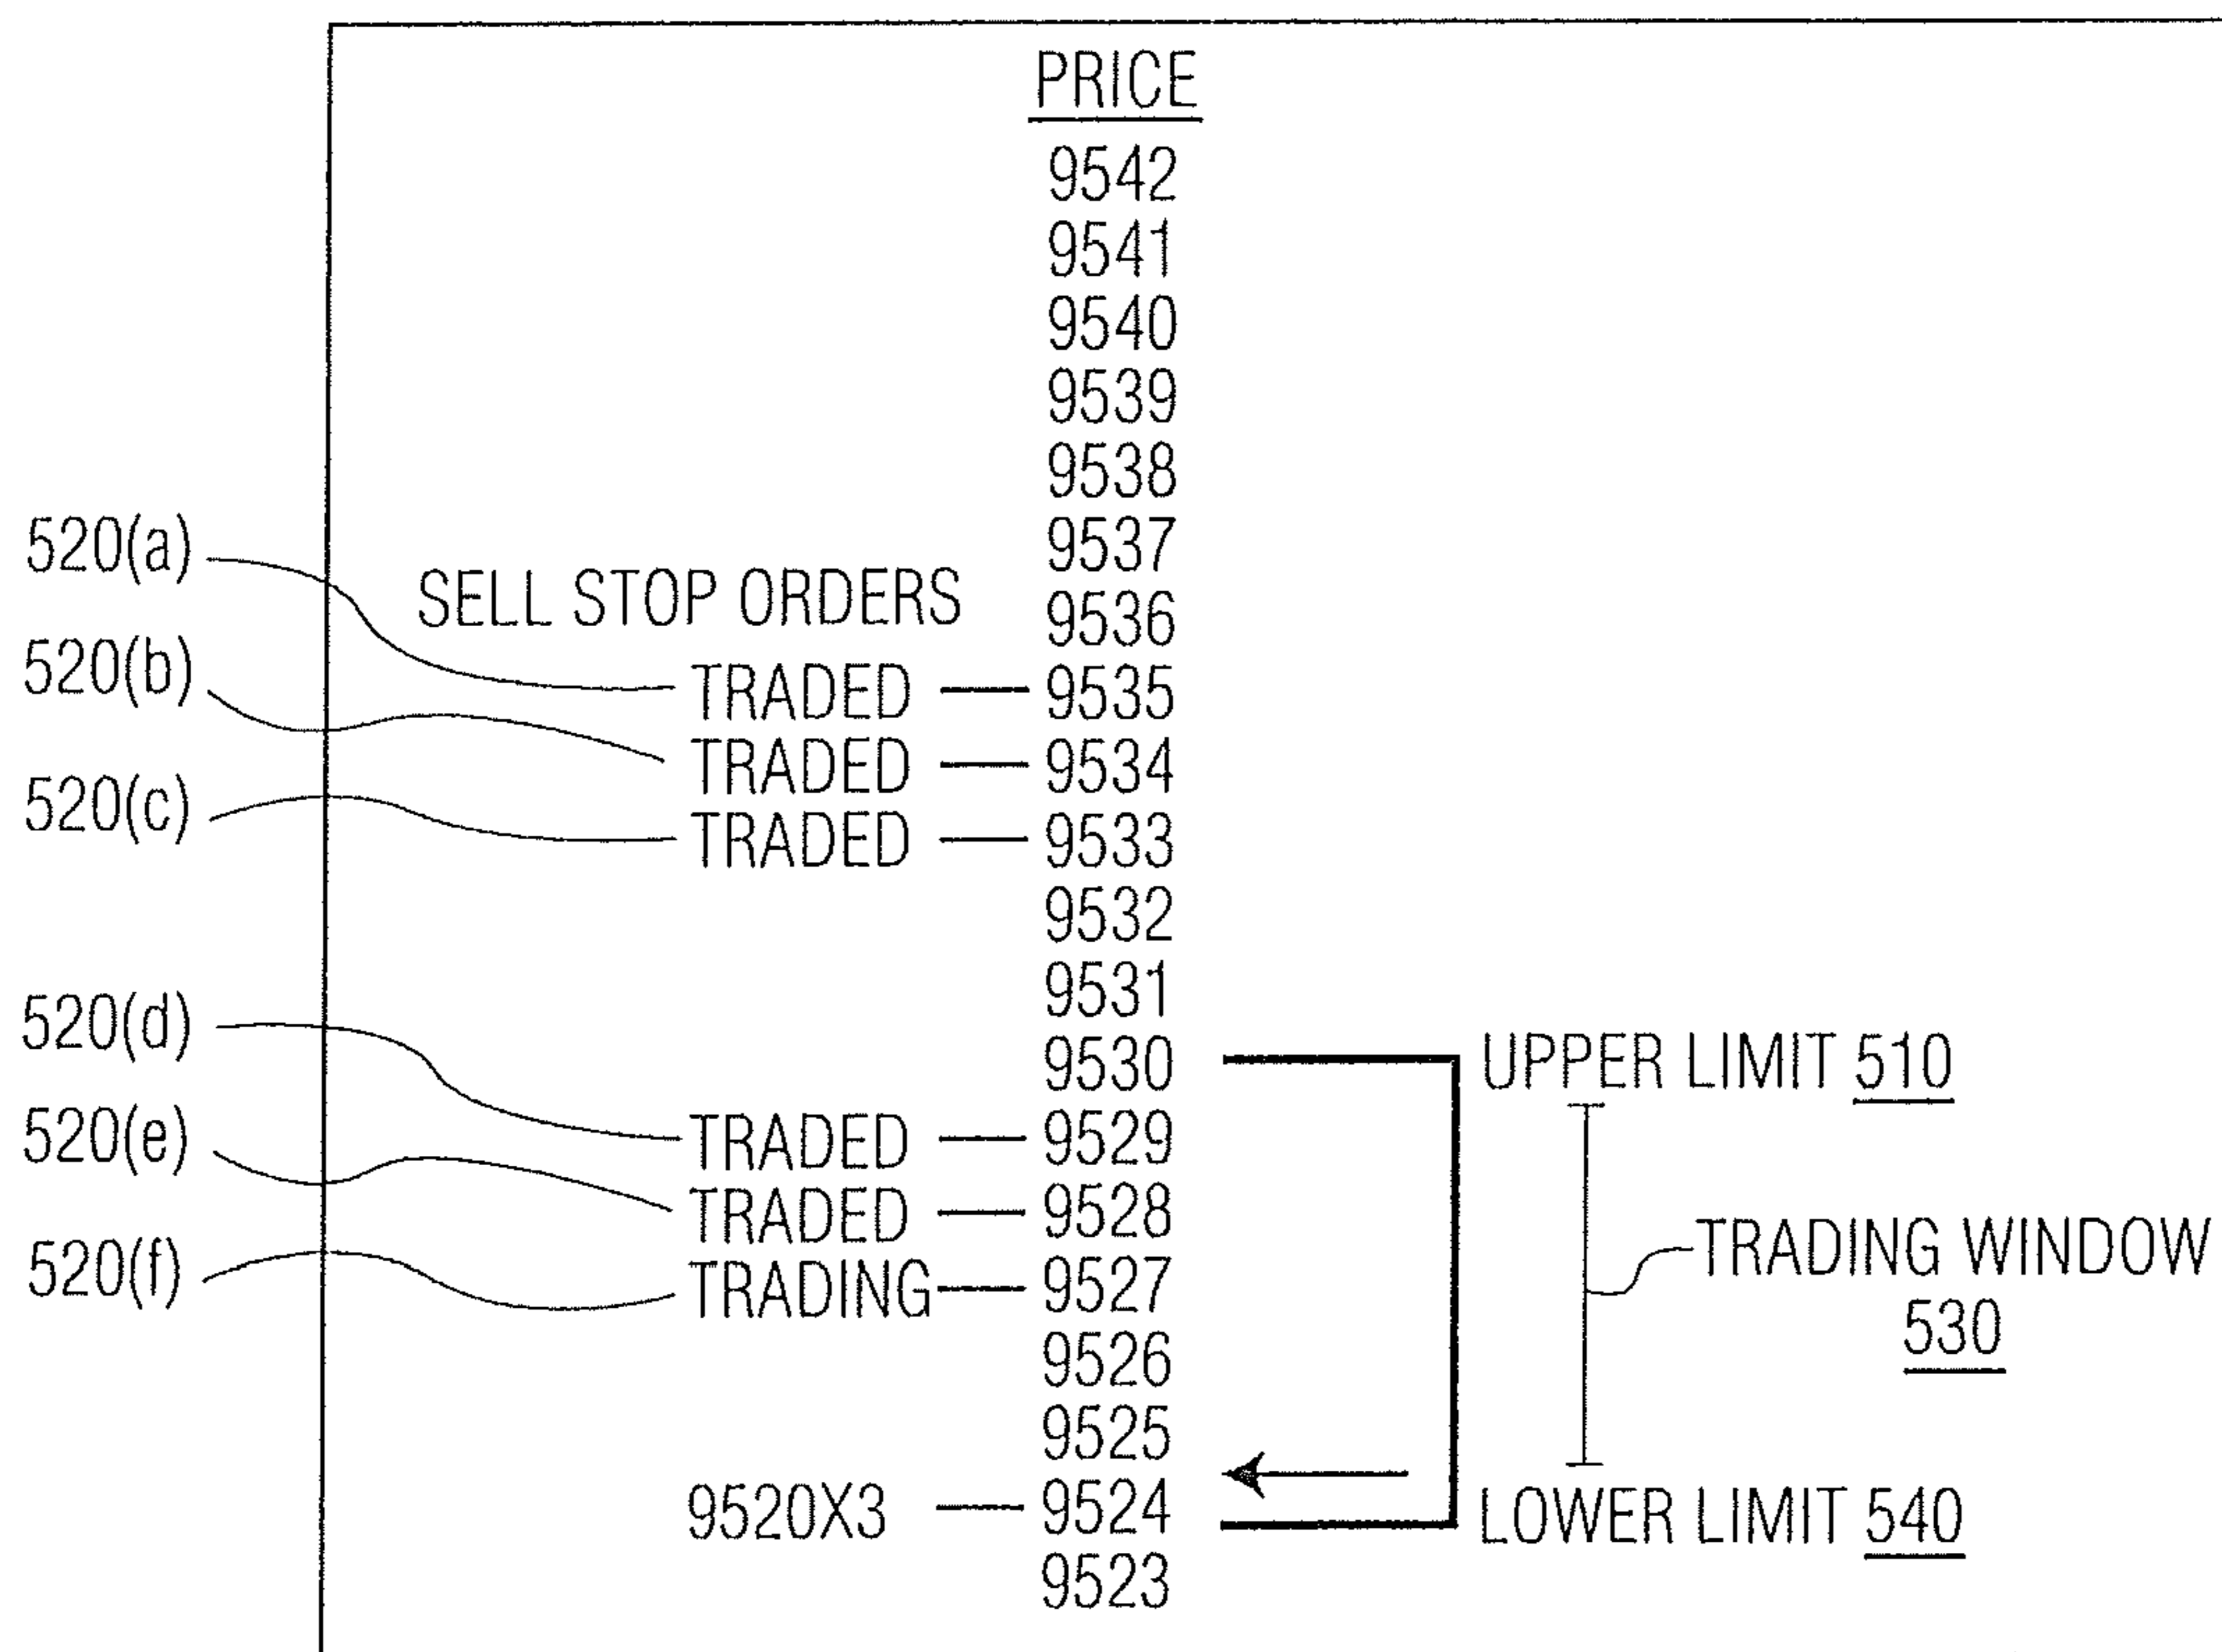 PRICE
9542
9541
9540
9539
9538
9537
520(a)
SELL STOP ORDERS 9536
520(b) TRADED — 9535
TRADED — 9534
520(c) TRADED — 9533
9532
9531
520(d) 9530 UPPER LIMIT 510
520(e) TRADED — 9529
TRADED — 9528 TRADING WINDOW
520(f) TRADING — 9527 530
9526
9525
9520X3 — 9524 LOWER LIMIT 540
9523